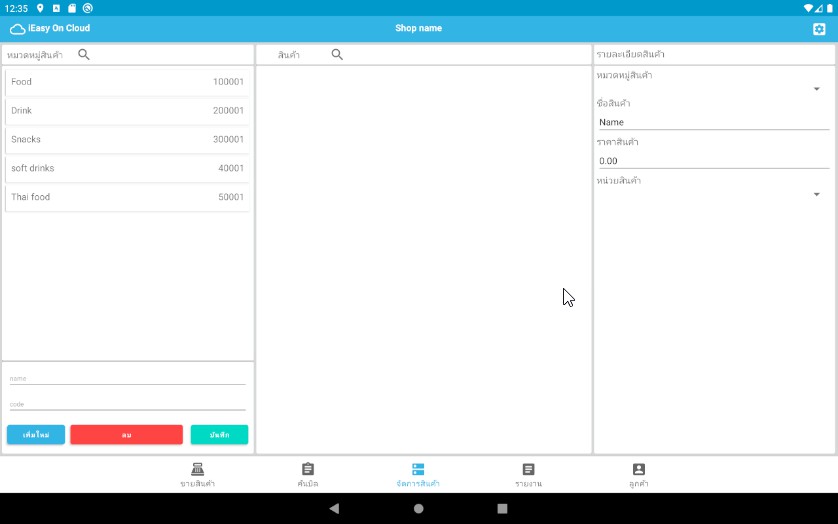 12:35
iEasy On Cloud
Shop name
หมวดหมู่สินค้า
สินค้า
รายละเอียดสินค้า
Food 100001
Drink 200001
Snacks 300001
soft drinks 40001
Thai food 50001
หมวดหมู่สินค้า
ชื่อสินค้า
Name
ราคาสินค้า
0.00
หน่วยสินค้า
name
code
เพิ่มใหม่
ลบ
บันทึก
ขายสินค้า
ค้นบิล
จัดการสินค้า
รายงาน
ลูกค้า